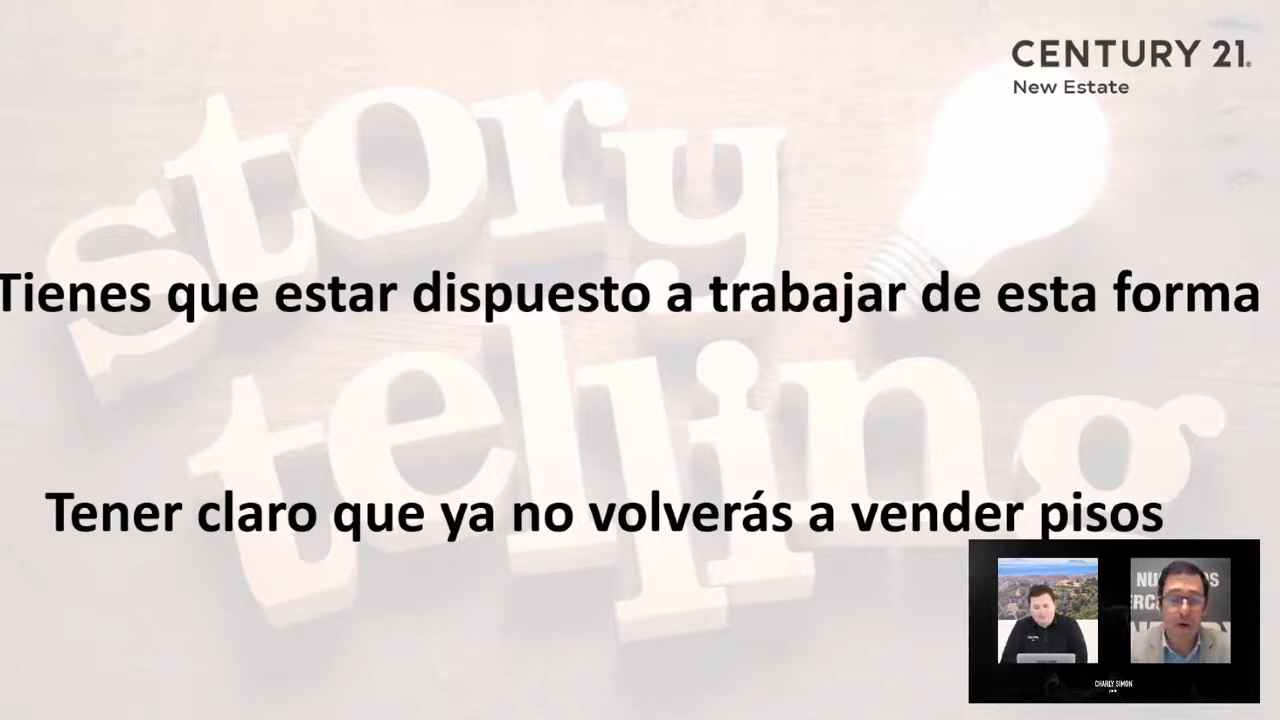 CENTURY 21®
New Estate
story
Tienes que estar dispuesto a trabajar de esta forma
telling
Tener claro que ya no volverás a vender pisos
CHARLY SIMON